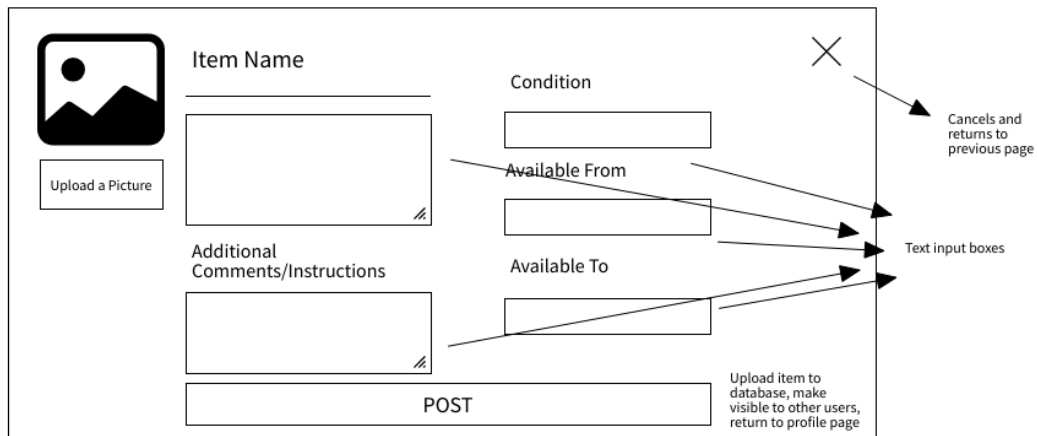 Item Name
Upload a Picture
Additional
Comments/Instructions
Condition
Available From
Available To
POST
Cancels and
returns to
previous page
Text input boxes
Upload item to
database, make
visible to other users,
return to profile page